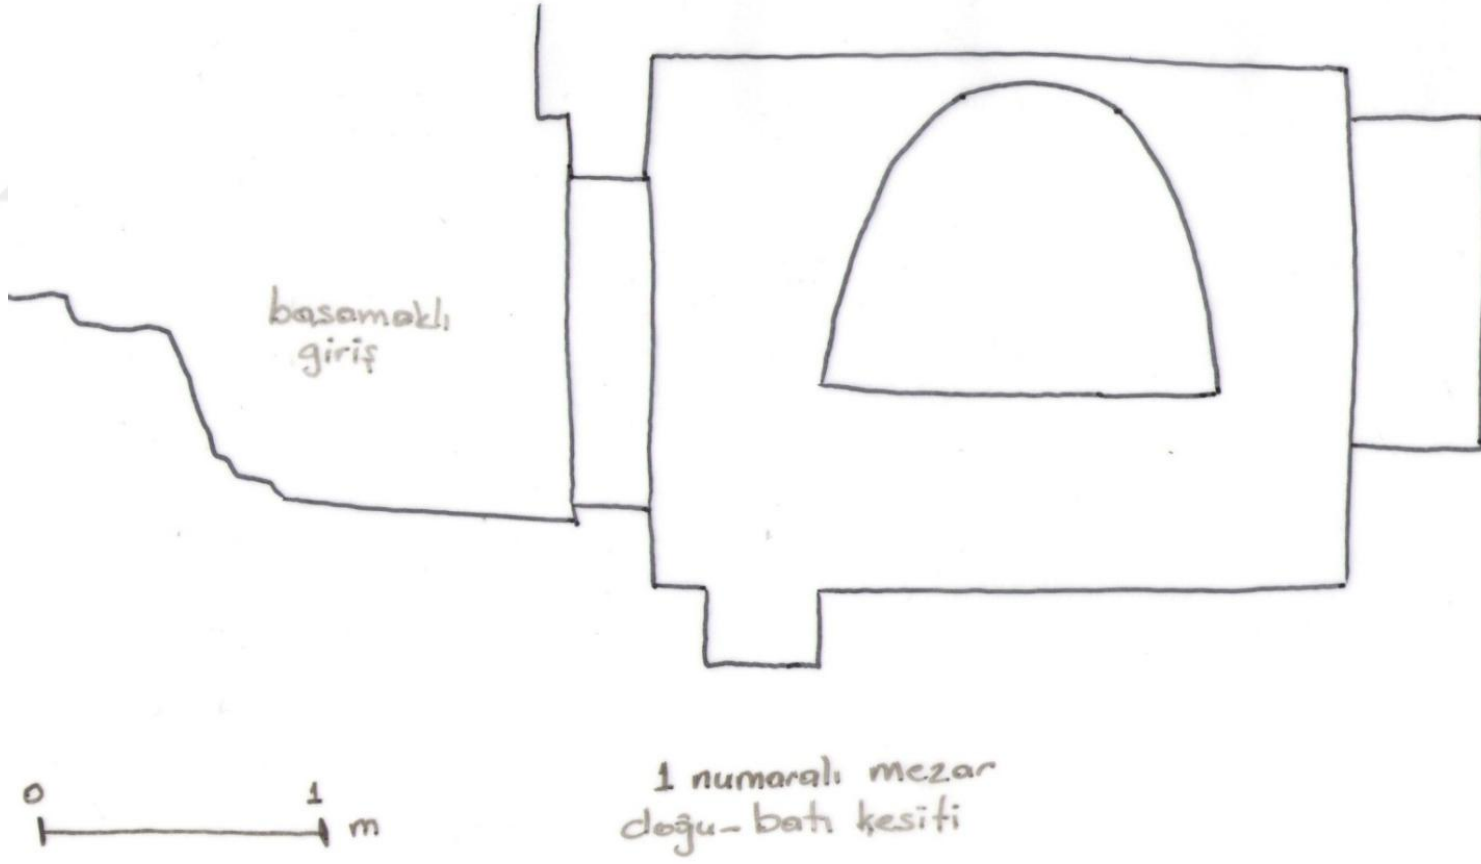 basamaklı
giriş
0 1
m
1 numaralı mezar
doğu-batı kesiti